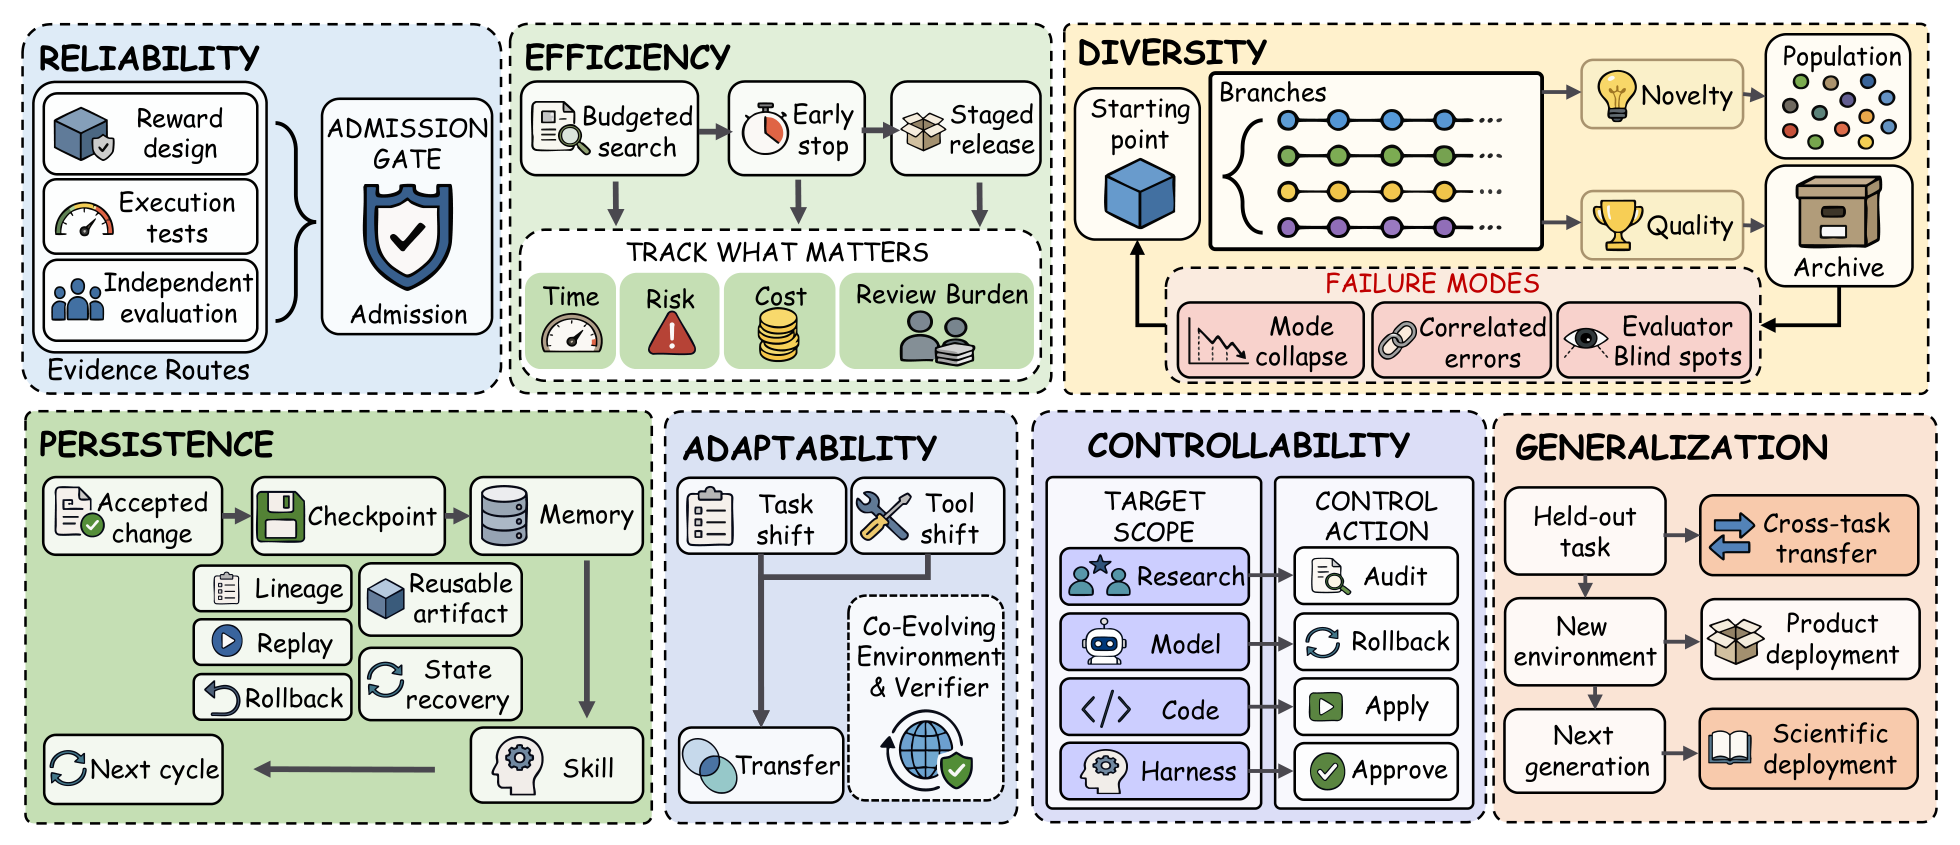 RELIABILITY
Reward
design
Execution
tests
Independent
evaluation
Evidence Routes
ADMISSION
GATE
Admission
EFFICIENCY
Budgeted
search
Early
stop
Staged
release
TRACK WHAT MATTERS
Time
Risk
Cost
Review Burden
DIVERSITY
Starting
point
Branches
Novelty
Quality
Population
Archive
FAILURE MODES
Mode
collapse
Correlated
errors
Evaluator
Blind spots
PERSISTENCE
Accepted
change
Checkpoint
Memory
Lineage
Replay
Rollback
Reusable
artifact
State
recovery
Next cycle
Skill
ADAPTABILITY
Task
shift
Tool
shift
Co-Evolving
Environment
& Verifier
Transfer
CONTROLLABILITY
TARGET
SCOPE
Research
Model
Code
Harness
CONTROL
ACTION
Audit
Rollback
Apply
Approve
GENERALIZATION
Held-out
task
Cross-task
transfer
New
environment
Product
deployment
Next
generation
Scientific
deployment